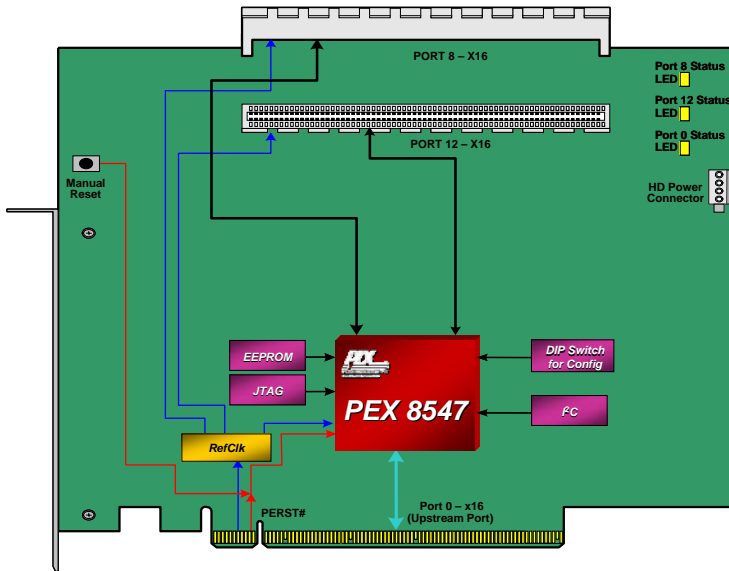 PORT 8 – X16
Port 8 Status
LED
Port 12 Status
LED
PORT 12 – X16
Port 0 Status
LED
Manual
Reset
HD Power
Connector
EEPROM
PLX
DIP Switch
for Config
JTAG
PEX 8547
I²C
RefClk
PERST#
Port 0 – x16
(Upstream Port)